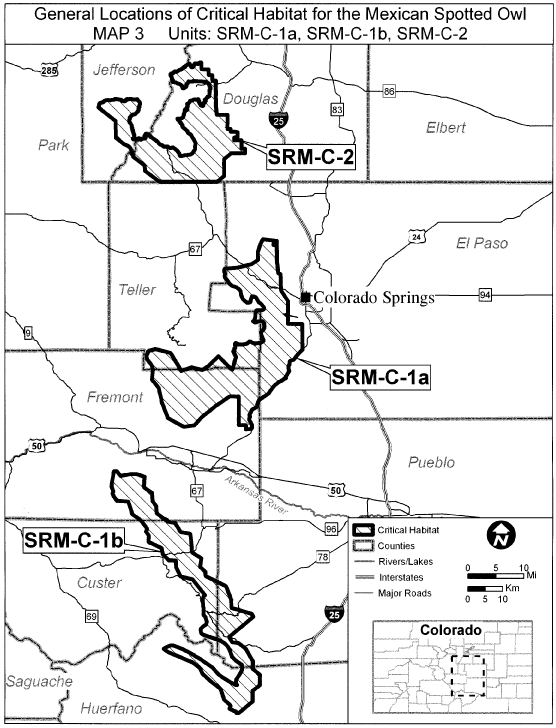 General Locations of Critical Habitat for the Mexican Spotted Owl
MAP 3 Units: SRM-C-1a, SRM-C-1b, SRM-C-2
285
Jefferson
Douglas
25
83
86
Park
Elbert
SRM-C-2
24
67
El Paso
Teller
Colorado Springs
94
9
SRM-C-1a
Fremont
50
Pueblo
67
50
Arkansas River
96
SRM-C-1b
78
Custer
69
25
Saguache
Huerfano
Critical Habitat
Counties
Rivers/Lakes
Interstates
Major Roads
N
0 5 10
Mi
Km
0 5 10
Colorado